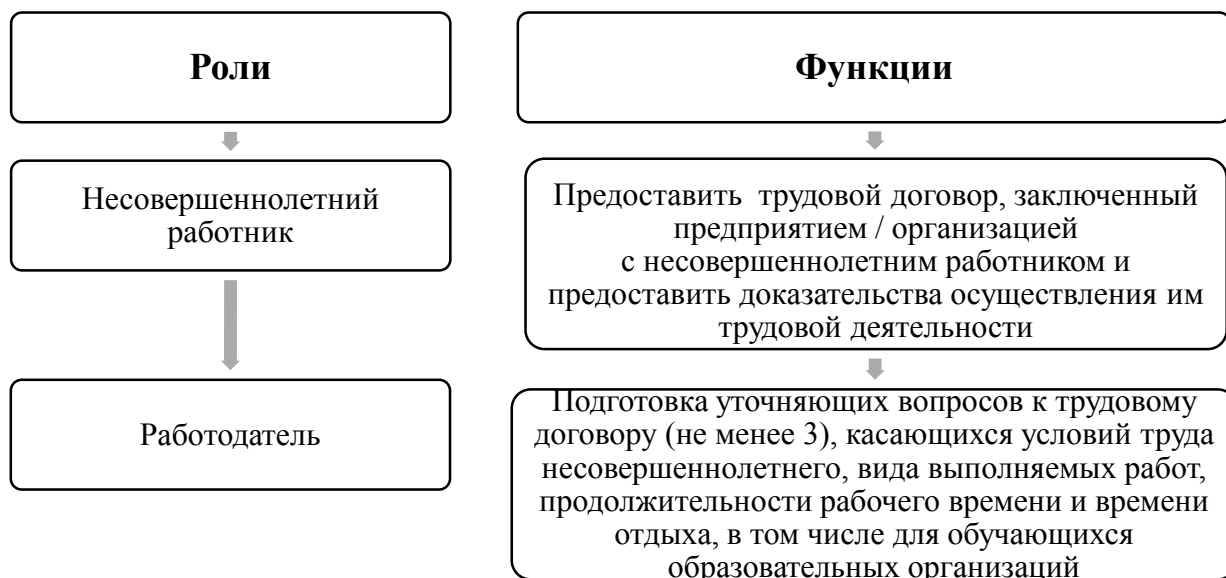 Роли
Несовершеннолетний
работник
Работодатель
Функции
Предоставить трудовой договор, заключенный
предприятием / организацией
с несовершеннолетним работником и
предоставить доказательства осуществления им
трудовой деятельности
Подготовка уточняющих вопросов к трудовому
договору (не менее 3), касающихся условий труда
несовершеннолетнего, вида выполняемых работ,
продолжительности рабочего времени и времени
отдыха, в том числе для обучающихся
образовательных организаций